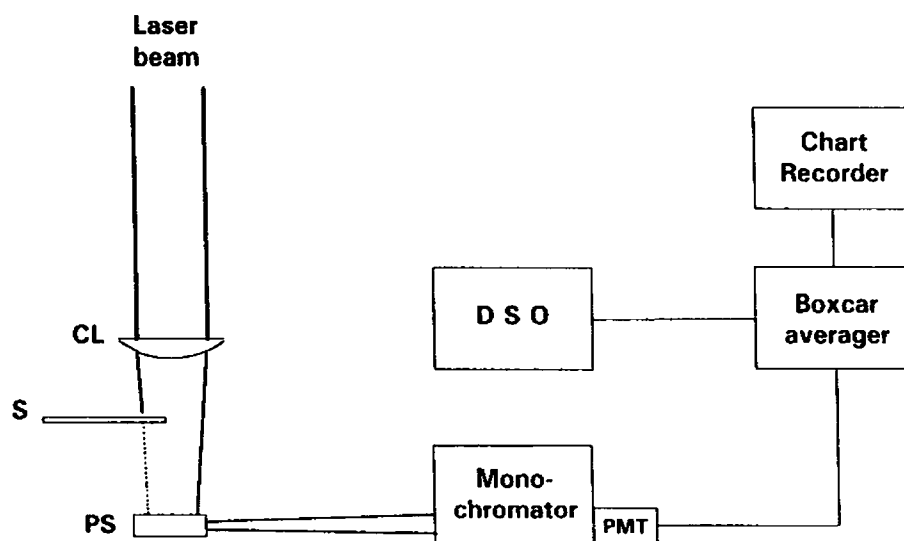 Laser
beam
Chart
Recorder
CL
D S O
Boxcar
averager
S
PS
Mono-
chromator
PMT